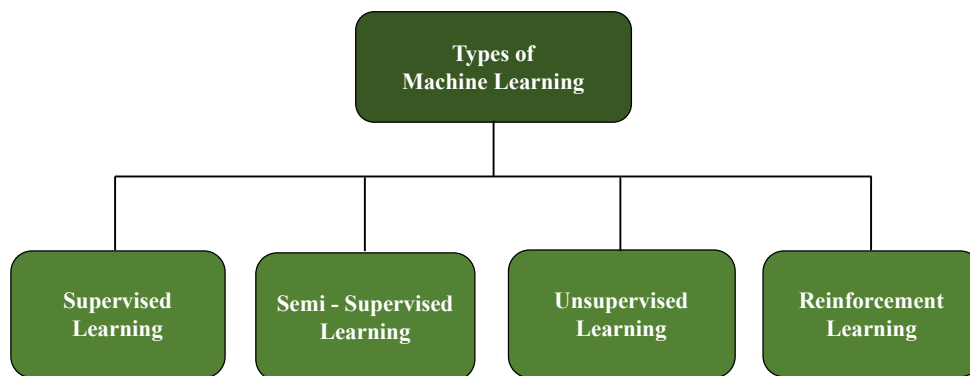 Types of
Machine Learning
Supervised
Learning
Semi - Supervised
Learning
Unsupervised
Learning
Reinforcement
Learning